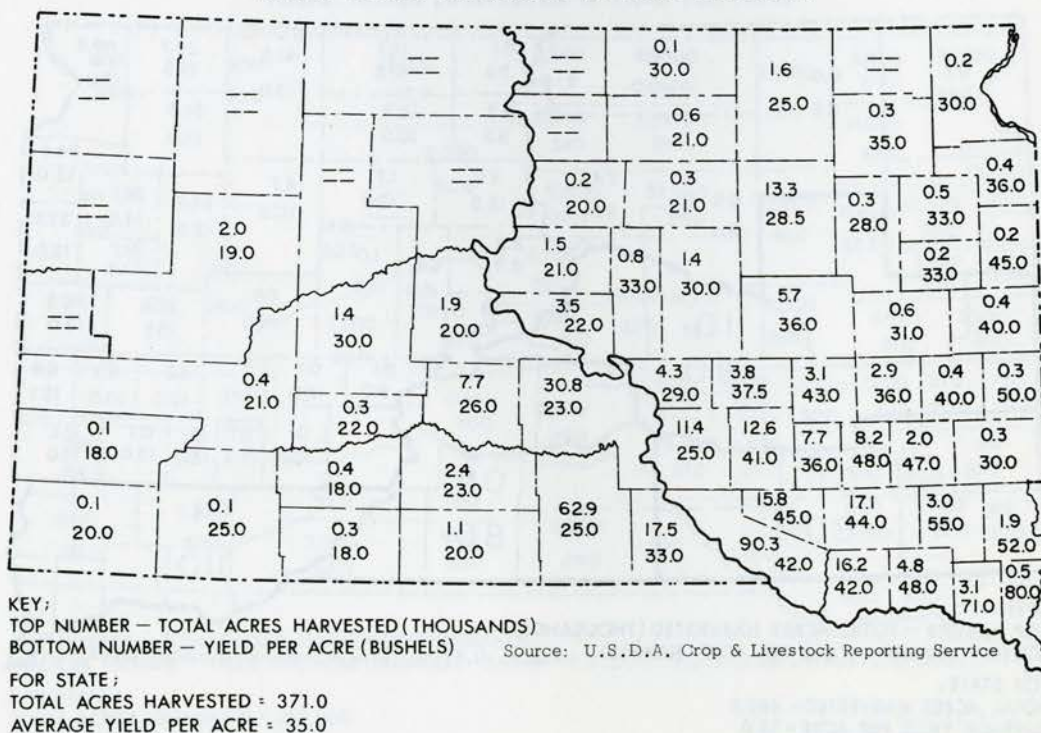 -- -- -- 0.1 1.6 -- 0.2
-- -- -- 30.0 25.0 -- 30.0
-- 0.6 0.3
-- -- 21.0 35.0
-- -- 0.2 0.3 13.3 0.3 0.5 0.4
-- -- 20.0 21.0 28.5 28.0 33.0 36.0
2.0 1.5 0.8 1.4 0.2 0.2
19.0 21.0 33.0 30.0 33.0 45.0
-- 1.4 1.9 3.5 5.7 0.6 0.4
-- 30.0 20.0 22.0 36.0 31.0 40.0
0.4 7.7 30.8 4.3 3.8 3.1 2.9 0.4 0.3
21.0 26.0 23.0 29.0 37.5 43.0 36.0 40.0 50.0
0.1 0.3 11.4 12.6 7.7 8.2 2.0 0.3
18.0 22.0 25.0 41.0 36.0 48.0 47.0 30.0
0.4 2.4
18.0 23.0
0.1 0.1 0.3 1.1 62.9 17.5 15.8 17.1 3.0 1.9
20.0 25.0 18.0 20.0 25.0 33.0 45.0 44.0 55.0 52.0
90.3 16.2 4.8 3.1 0.5
42.0 42.0 48.0 71.0 80.0
KEY;
TOP NUMBER – TOTAL ACRES HARVESTED (THOUSANDS)
BOTTOM NUMBER – YIELD PER ACRE (BUSHELS)
Source: U.S.D.A. Crop & Livestock Reporting Service
FOR STATE;
TOTAL ACRES HARVESTED = 371.0
AVERAGE YIELD PER ACRE = 35.0